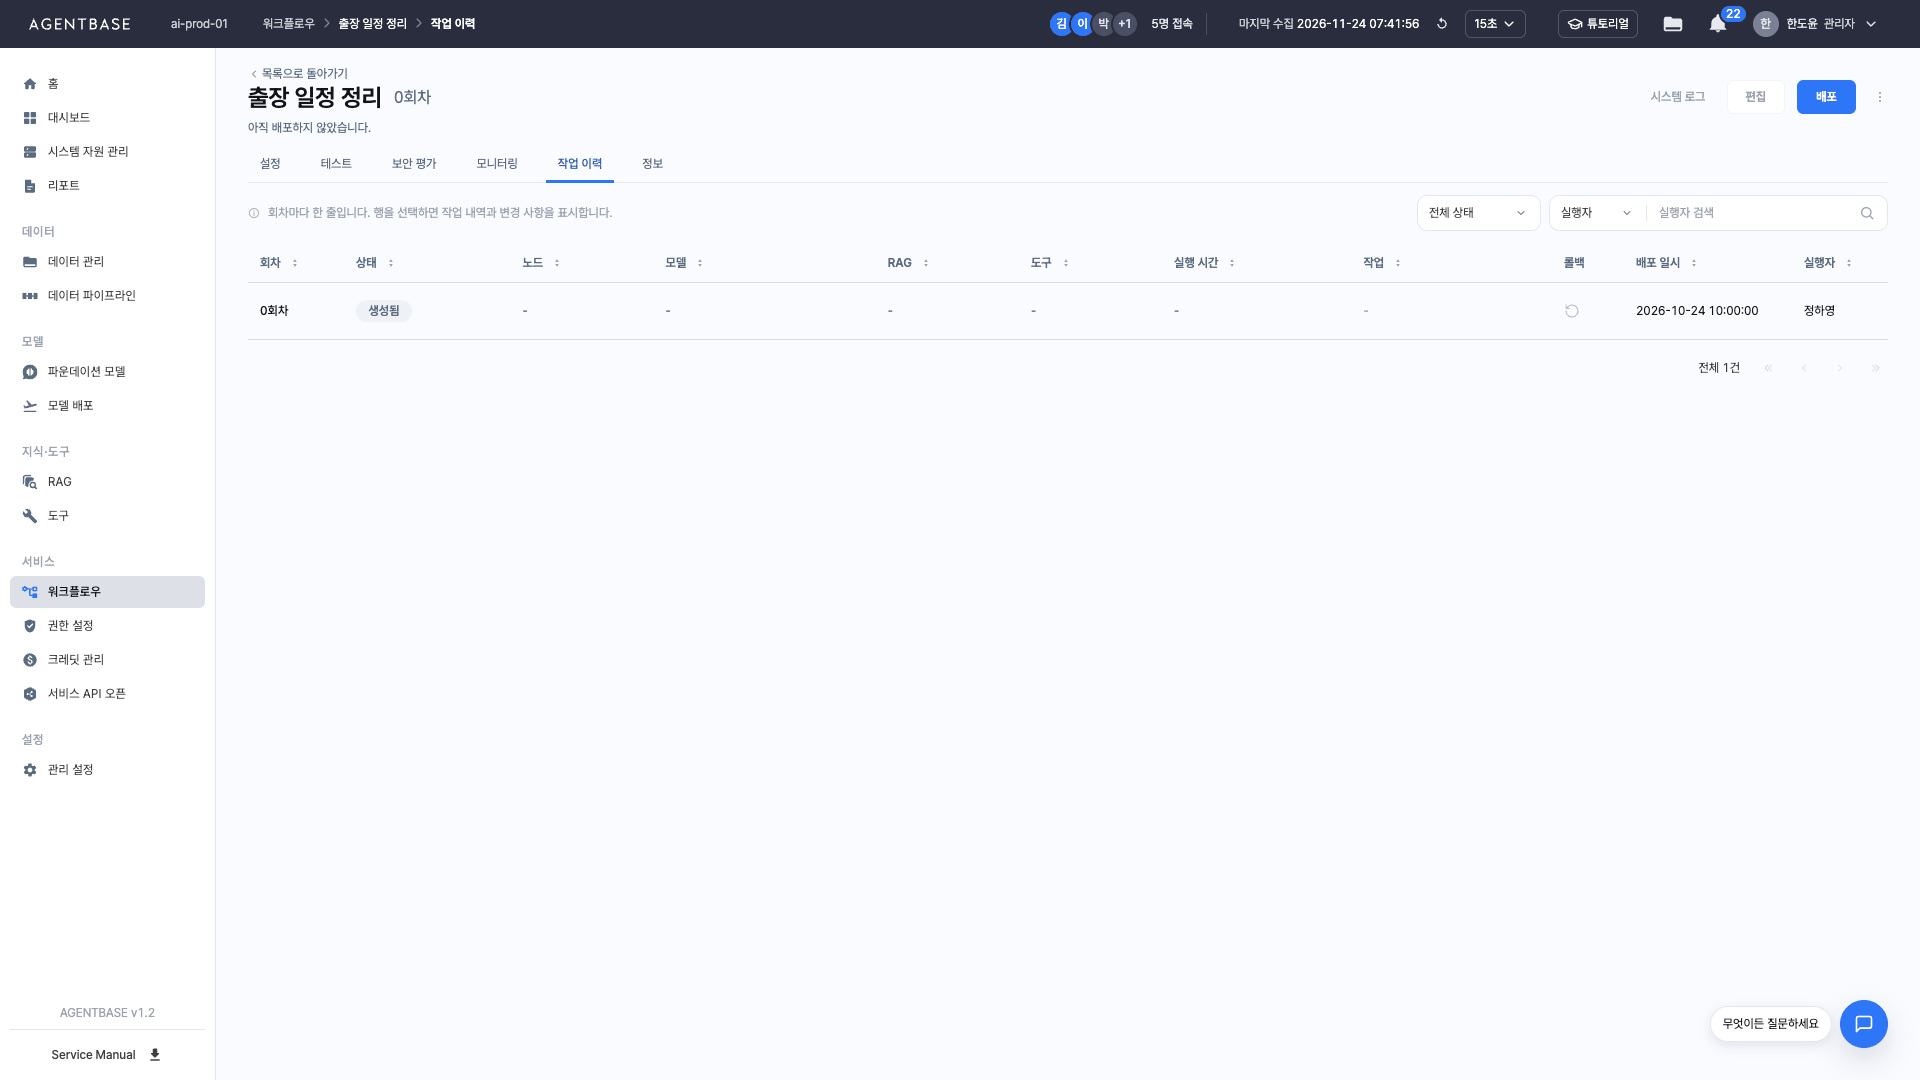 AGENTBASE
ai-prod-01
워크플로우 > 출장 일정 정리 > 작업 이력
김 이 박 +1 5명 접속
마지막 수집 2026-11-24 07:41:56
15초
튜토리얼
22
한 한도윤 관리자
홈
대시보드
시스템 자원 관리
리포트
데이터
데이터 관리
데이터 파이프라인
모델
파운데이션 모델
모델 배포
지식·도구
RAG
도구
서비스
워크플로우
권한 설정
크레딧 관리
서비스 API 오픈
설정
관리 설정
AGENTBASE v1.2
Service Manual
목록으로 돌아가기
출장 일정 정리 0회차
아직 배포하지 않았습니다.
시스템 로그 편집 배포
설정 테스트 보안 평가 모니터링 작업 이력 정보
회차마다 한 줄입니다. 행을 선택하면 작업 내역과 변경 사항을 표시합니다.
전체 상태 실행자 실행자 검색
회차 상태 노드 모델 RAG 도구 실행 시간 작업 롤백 배포 일시 실행자
0회차 생성됨 - - - - - - 2026-10-24 10:00:00 정하영
전체 1건 « ‹ › »
무엇이든 질문하세요